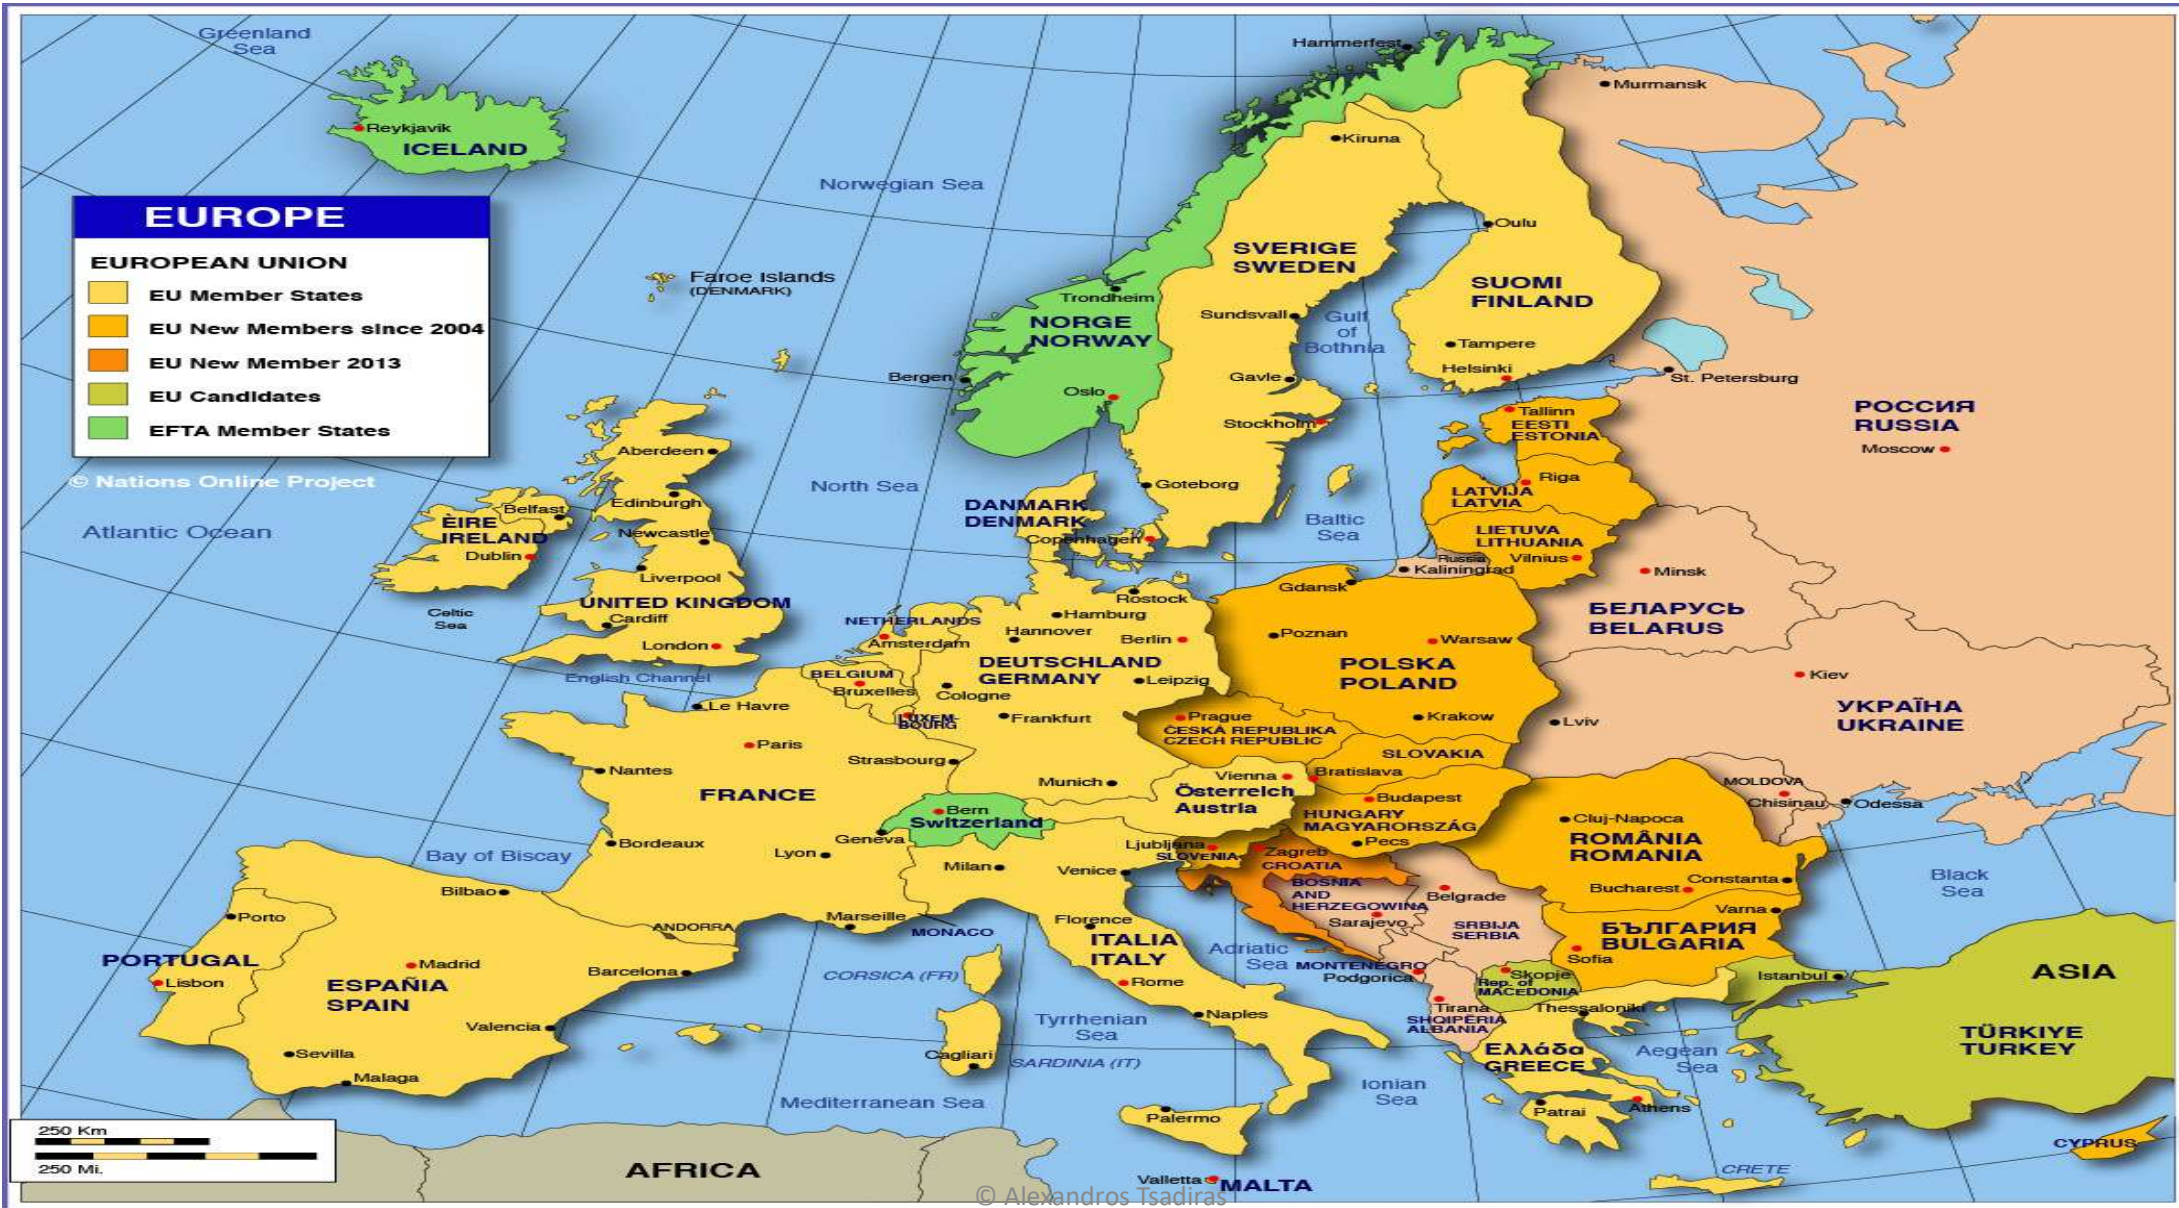 Greenland
Sea
Hammerfest
Murmansk
Reykjavik
ICELAND
Kiruna
Norwegian Sea
EUROPE
EUROPEAN UNION
EU Member States
EU New Members since 2004
EU New Member 2013
EU Candidates
EFTA Member States
© Nations Online Project
Oulu
SVERIGE
SWEDEN
SUOMI
FINLAND
Faroe Islands
(DENMARK)
Trondheim
NORGE
NORWAY
Sundsvall
Gulf
of
Bothnia
Tampere
Helsinki
Bergen
Gavle
St. Petersburg
Oslo
Stockholm
Tallinn
EESTI
ESTONIA
РОССИЯ
RUSSIA
Moscow
Aberdeen
Riga
LATVIJA
LATVIA
North Sea
Goteborg
Edinburgh
DANMARK
DENMARK
Copenhagen
Baltic
Sea
LIETUVA
LITHUANIA
Vilnius
Russia
Kaliningrad
Atlantic Ocean
Belfast
ÈIRE
IRELAND
Dublin
Newcastle
Liverpool
Minsk
Celtic
Sea
UNITED KINGDOM
Cardiff
London
БЕЛАРУСЬ
BELARUS
Gdansk
Rostock
Hamburg
NETHERLANDS
Amsterdam
Hannover
Berlin
Poznan
Warsaw
DEUTSCHLAND
GERMANY
POLSKA
POLAND
English Channel
BELGIUM
Bruxelles
Cologne
Leipzig
Kiev
УКРАЇНА
UKRAINE
Le Havre
LUXEM-
BOURG
Frankfurt
Prague
ČESKÁ REPUBLIKA
CZECH REPUBLIC
Krakow
Lviv
Paris
SLOVAKIA
Strasbourg
Nantes
Munich
Vienna
Bratislava
Österreich
Austria
MOLDOVA
Chisinau
Odessa
FRANCE
Bern
Switzerland
Budapest
HUNGARY
MAGYARORSZÁG
Cluj-Napoca
ROMÂNIA
ROMANIA
Geneva
Bordeaux
Lyon
Pecs
Ljubljana
SLOVENIA
Zagreb
CROATIA
Bay of Biscay
Milan
Venice
Bilbao
BOSNIA
AND
HERZEGOWINA
Sarajevo
Belgrade
Bucharest
Constanta
Black
Sea
Porto
Marseille
Florence
Varna
ANDORRA
MONACO
SRBIJA
SERBIA
БЪЛГАРИЯ
BULGARIA
Sofia
ITALIA
ITALY
Adriatic
Sea
PORTUGAL
Lisbon
Madrid
Barcelona
CORSICA (FR)
Rome
MONTENEGRO
Podgorica
Skopje
Rep. of
MACEDONIA
Istanbul
ASIA
ESPAÑIA
SPAIN
Valencia
Naples
Tirana
SHQIPËRIA
ALBANIA
Thessaloniki
Tyrrhenian
Sea
Sevilla
Cagliari
SARDINIA (IT)
Ελλάδα
GREECE
Aegean
Sea
TÜRKIYE
TURKEY
Malaga
Mediterranean Sea
Ionian
Sea
Palermo
Patrai
Athens
250 Km
250 Mi.
CYPRUS
AFRICA
Valletta
MALTA
CRETE
© Alexandros Tsadiras